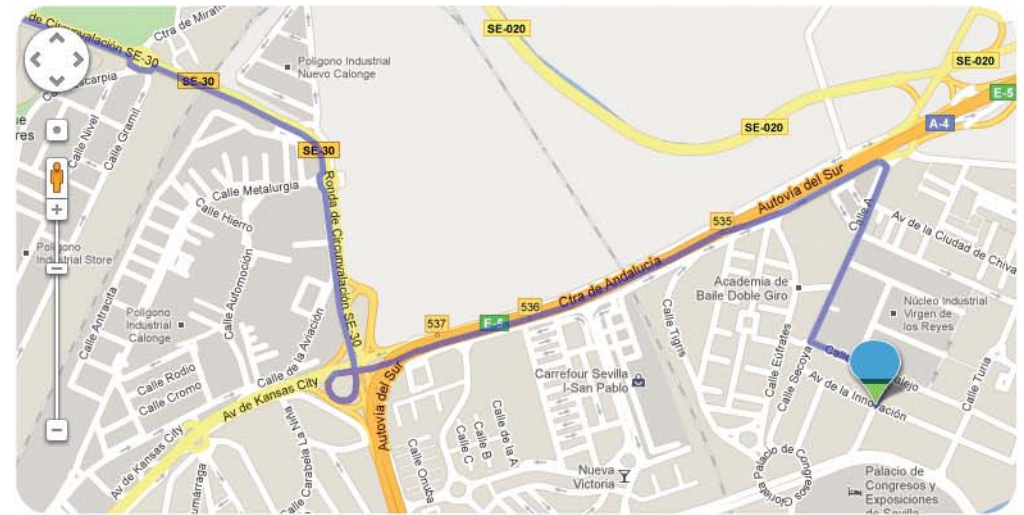 de Circunvalación SE-30
Ctra de Mirafl
SE-020
SE-30
Polígono Industrial
Nuevo Calonge
SE-020
E-5
A-4
SE-020
Calle Nivel
Calle Gramil
SE-30
Calle Metalurgia
Calle Hierro
Ronda de Circunvalación SE-30
Autovía del Sur
535
Calle A
Av de la Ciudad de Chiva
Calle Automoción
Calle Antracita
Polígono
Industrial
Calonge
Calle de la Aviación
Ctra de Andalucía
536
E-5
537
Academia de
Baile Doble Giro
Núcleo Industrial
Virgen de
los Reyes
Calle Tigris
Calle Eúfrates
Calle Secoya
Calle Rodio
Calle Cromo
Av de Kansas City
Autovía del Sur
Carrefour Sevilla
I-San Pablo
Av de la Innovación
Calle Turia
Av de Kansas City
Calle Carabela La Niña
Calle Onuba
Calle C
Calle B
Calle de la A
Nueva
Victoria
Glorieta Palacio de Congresos
Palacio de
Congresos y
Exposiciones
de Sevilla